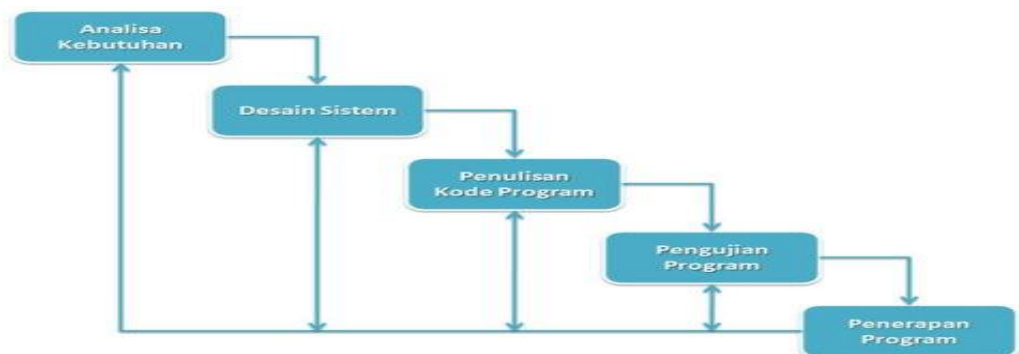 Analisa
Kebutuhan
Desain Sistem
Penulisan
Kode Program
Pengujian
Program
Penerapan
Program